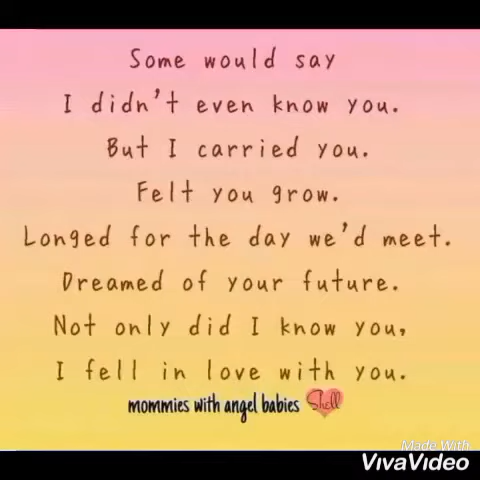 Some would say
I didn't even know you.
But I carried you.
Felt you grow.
Longed for the day we'd meet.
Dreamed of your future.
Not only did I know you,
I fell in love with you.
mommies with angel babies Shell
Made With
VivaVideo